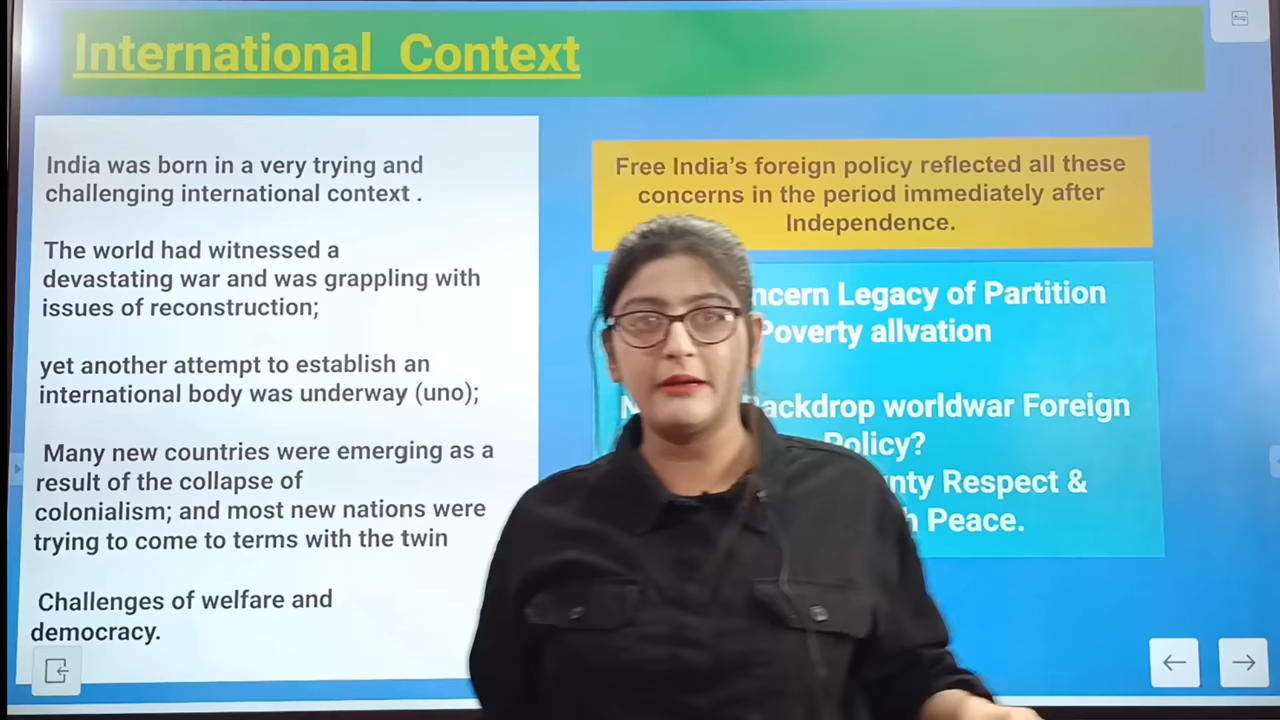 International Context
India was born in a very trying and
challenging international context .
The world had witnessed a
devastating war and was grappling with
issues of reconstruction;
yet another attempt to establish an
international body was underway (uno);
Many new countries were emerging as a
result of the collapse of
colonialism; and most new nations were
trying to come to terms with the twin
Challenges of welfare and
democracy.
Free India's foreign policy reflected all these
concerns in the period immediately after
Independence.
Legacy of Partition
Poverty allvation
worldwar Foreign
Policy?
Respect &
Peace.